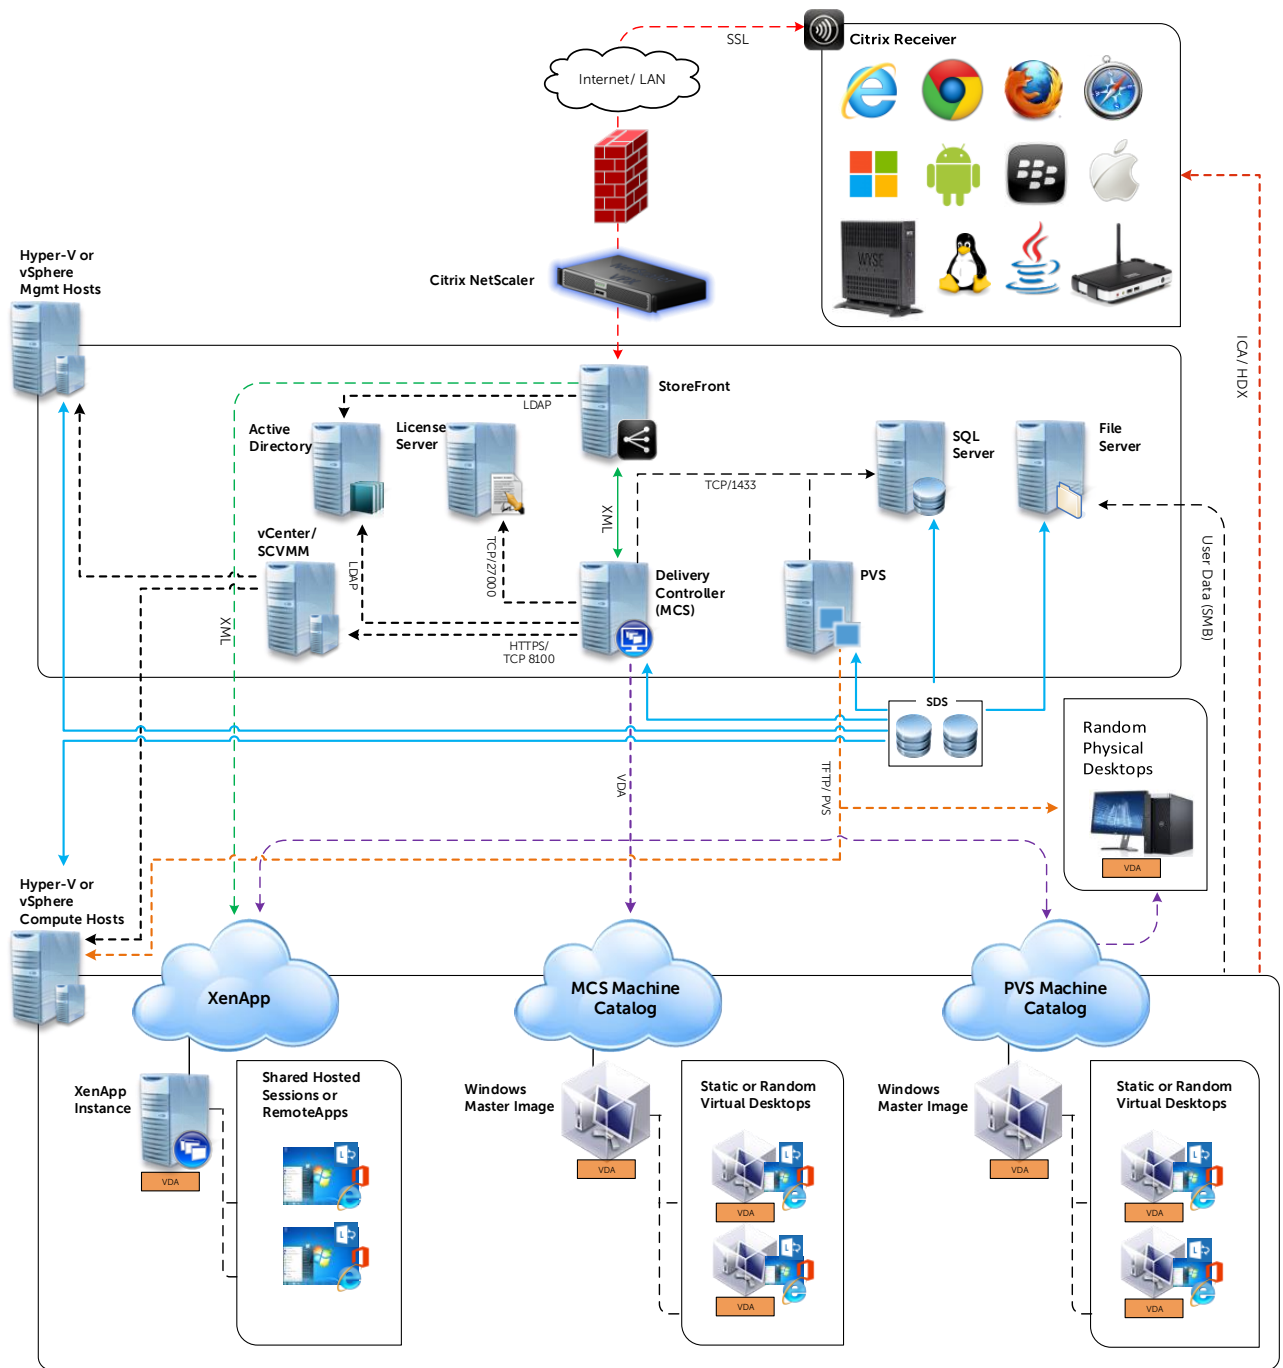 SSL
Citrix Receiver
Internet/ LAN
WYSE
Hyper-V or
vSphere
Mgmt Hosts
Citrix NetScaler
ICA / HDX
StoreFront
LDAP
Active
Directory
License
Server
SQL
Server
File
Server
TCP/1433
XML
vCenter/
SCVMM
LDAP
TCP/27000
Delivery
Controller
(MCS)
PVS
User Data (SMB)
XML
HTTPS/
TCP 8100
SDS
Random
Physical
Desktops
VDA
TFTP/ PVS
VDA
Hyper-V or
vSphere
Compute Hosts
XenApp
MCS Machine
Catalog
PVS Machine
Catalog
XenApp
Instance
VDA
Shared Hosted
Sessions or
RemoteApps
Windows
Master Image
VDA
Static or Random
Virtual Desktops
VDA
VDA
Windows
Master Image
VDA
Static or Random
Virtual Desktops
VDA
VDA